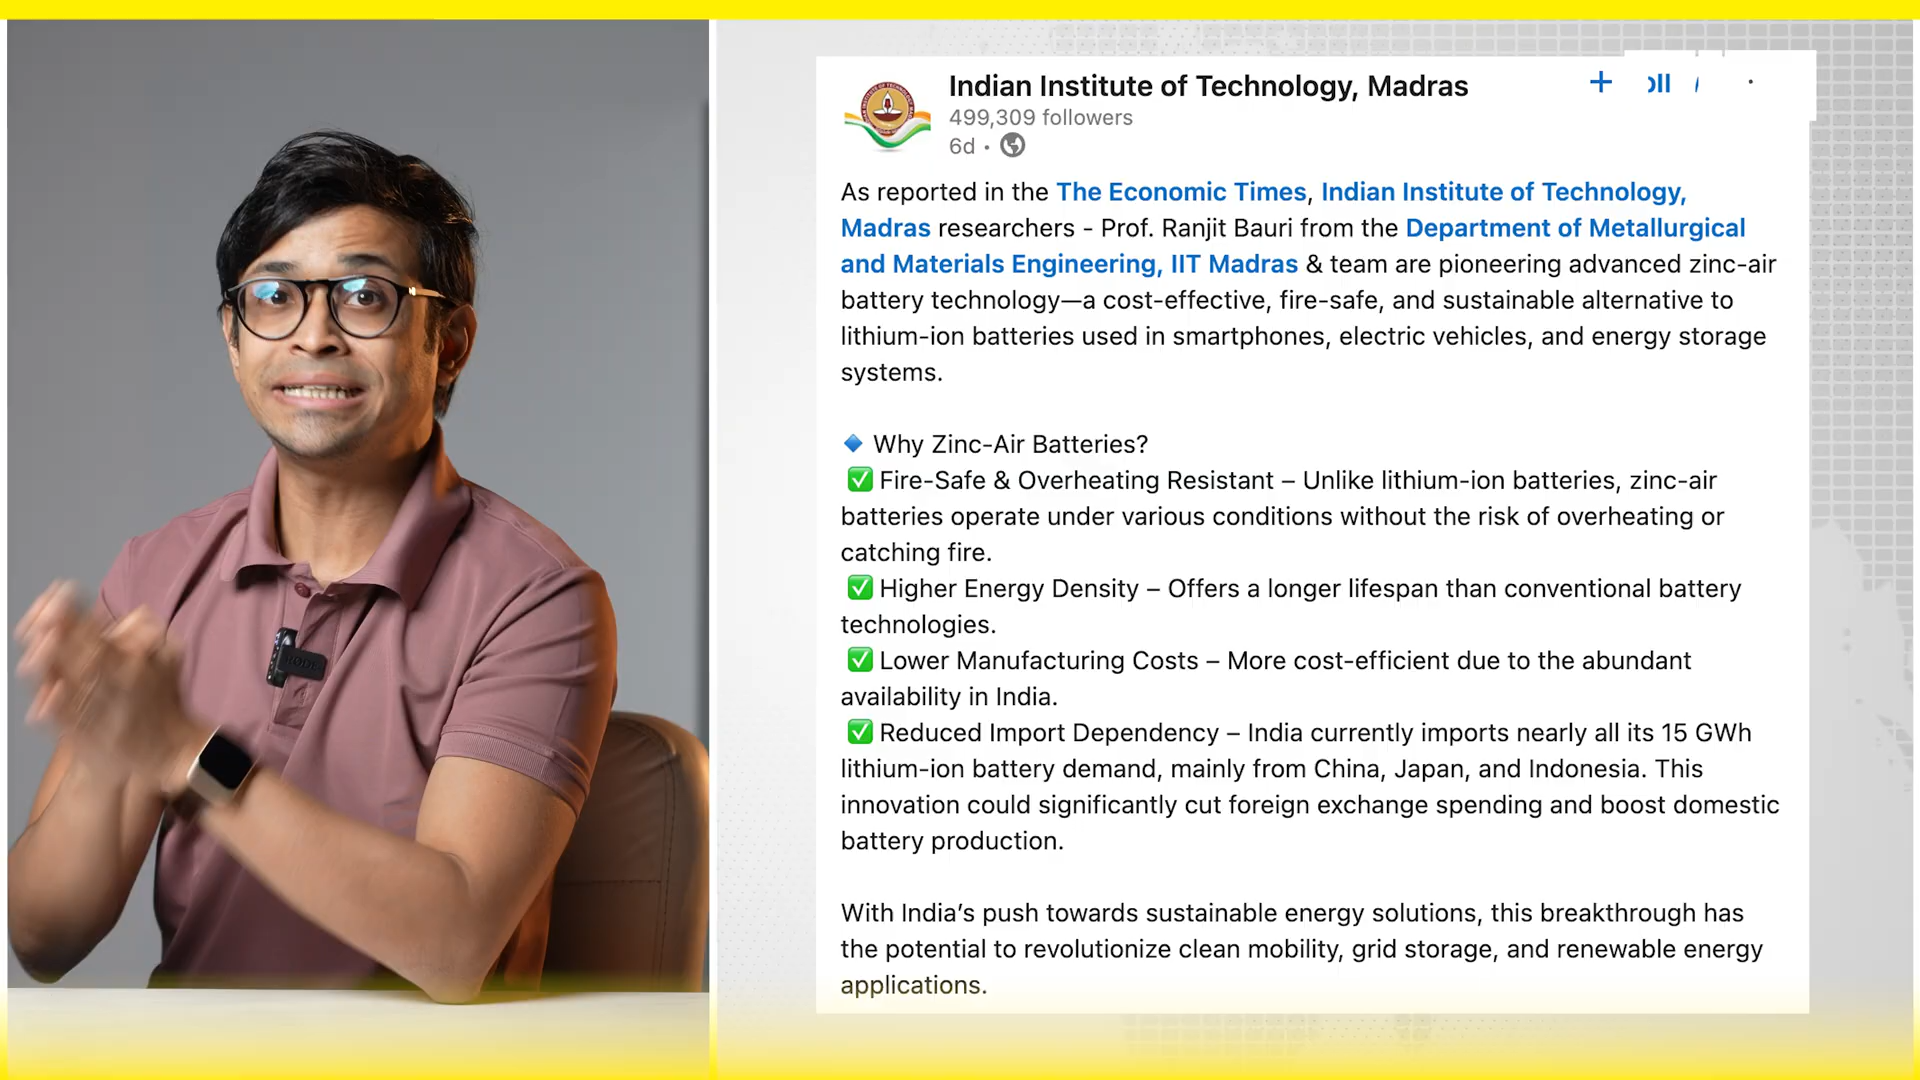 Indian Institute of Technology, Madras
499,309 followers
6d •
As reported in the The Economic Times, Indian Institute of Technology,
Madras researchers - Prof. Ranjit Bauri from the Department of Metallurgical
and Materials Engineering, IIT Madras & team are pioneering advanced zinc-air
battery technology—a cost-effective, fire-safe, and sustainable alternative to
lithium-ion batteries used in smartphones, electric vehicles, and energy storage
systems.
🔹 Why Zinc-Air Batteries?
✅ Fire-Safe & Overheating Resistant – Unlike lithium-ion batteries, zinc-air
batteries operate under various conditions without the risk of overheating or
catching fire.
✅ Higher Energy Density – Offers a longer lifespan than conventional battery
technologies.
✅ Lower Manufacturing Costs – More cost-efficient due to the abundant
availability in India.
✅ Reduced Import Dependency – India currently imports nearly all its 15 GWh
lithium-ion battery demand, mainly from China, Japan, and Indonesia. This
innovation could significantly cut foreign exchange spending and boost domestic
battery production.
With India’s push towards sustainable energy solutions, this breakthrough has
the potential to revolutionize clean mobility, grid storage, and renewable energy
applications.
RØDE